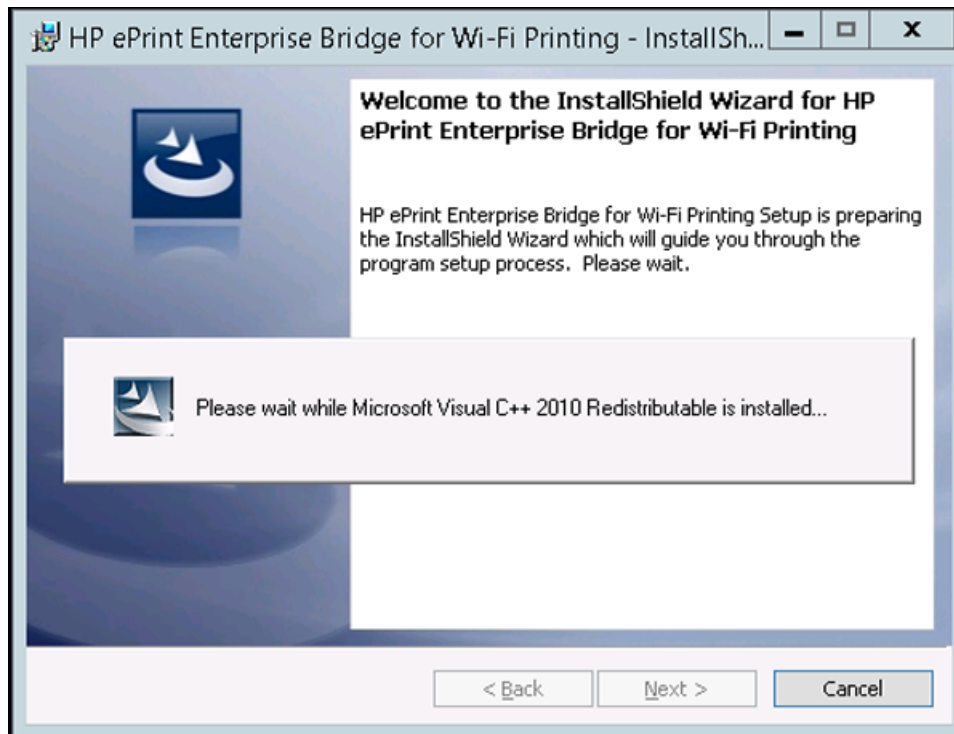 HP ePrint Enterprise Bridge for Wi-Fi Printing - InstallSh...
Welcome to the InstallShield Wizard for HP
ePrint Enterprise Bridge for Wi-Fi Printing
HP ePrint Enterprise Bridge for Wi-Fi Printing Setup is preparing
the InstallShield Wizard which will guide you through the
program setup process. Please wait.
Please wait while Microsoft Visual C++ 2010 Redistributable is installed...
< Back Next > Cancel